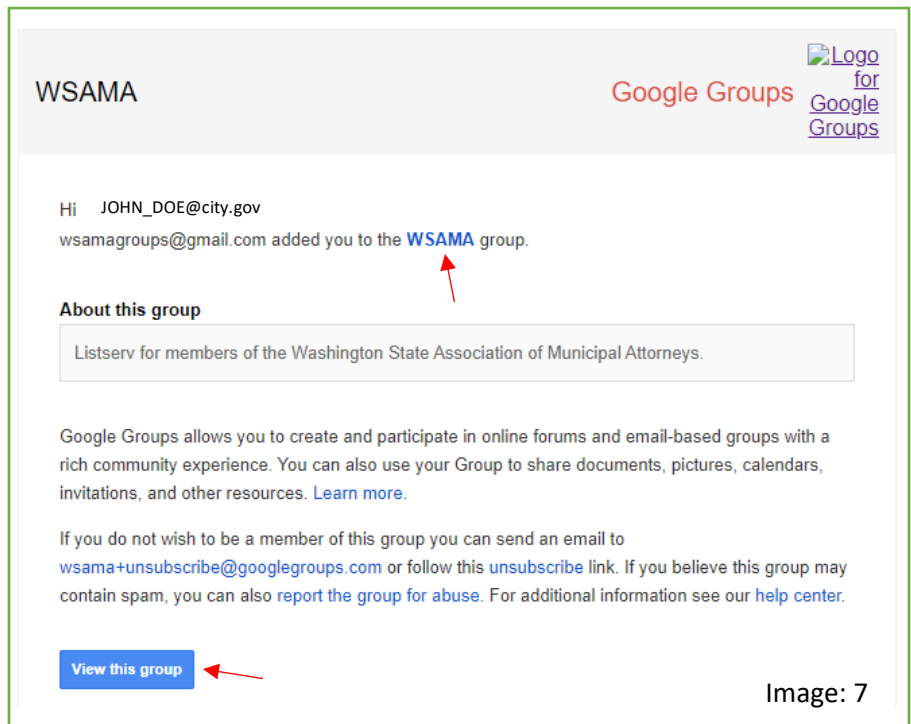 WSAMA
Google Groups
Logo
for
Google
Groups
Hi JOHN_DOE@city.gov
wsamagroups@gmail.com added you to the WSAMA group.
About this group
Listserv for members of the Washington State Association of Municipal Attorneys.
Google Groups allows you to create and participate in online forums and email-based groups with a
rich community experience. You can also use your Group to share documents, pictures, calendars,
invitations, and other resources. Learn more.
If you do not wish to be a member of this group you can send an email to
wsama+unsubscribe@googlegroups.com or follow this unsubscribe link. If you believe this group may
contain spam, you can also report the group for abuse. For additional information see our help center.
View this group
Image: 7